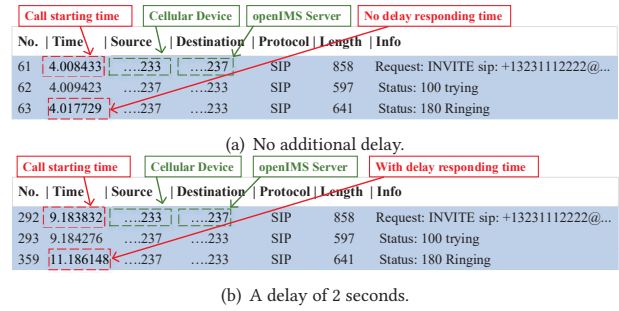 Call starting time Cellular Device openIMS Server No delay responding time
No. | Time | Source | Destination | Protocol | Length | Info
61 4.008433 ....233 ....237 SIP 858 Request: INVITE sip: +13231112222@...
62 4.009423 ....237 ....233 SIP 597 Status: 100 trying
63 4.017729 ....237 ....233 SIP 641 Status: 180 Ringing
(a) No additional delay.
Call starting time Cellular Device openIMS Server With delay responding time
No. | Time | Source | Destination | Protocol | Length | Info
292 9.183832 ....233 ....237 SIP 858 Request: INVITE sip: +13231112222@...
293 9.184276 ....237 ....233 SIP 597 Status: 100 trying
359 11.186148 ....237 ....233 SIP 641 Status: 180 Ringing
(b) A delay of 2 seconds.